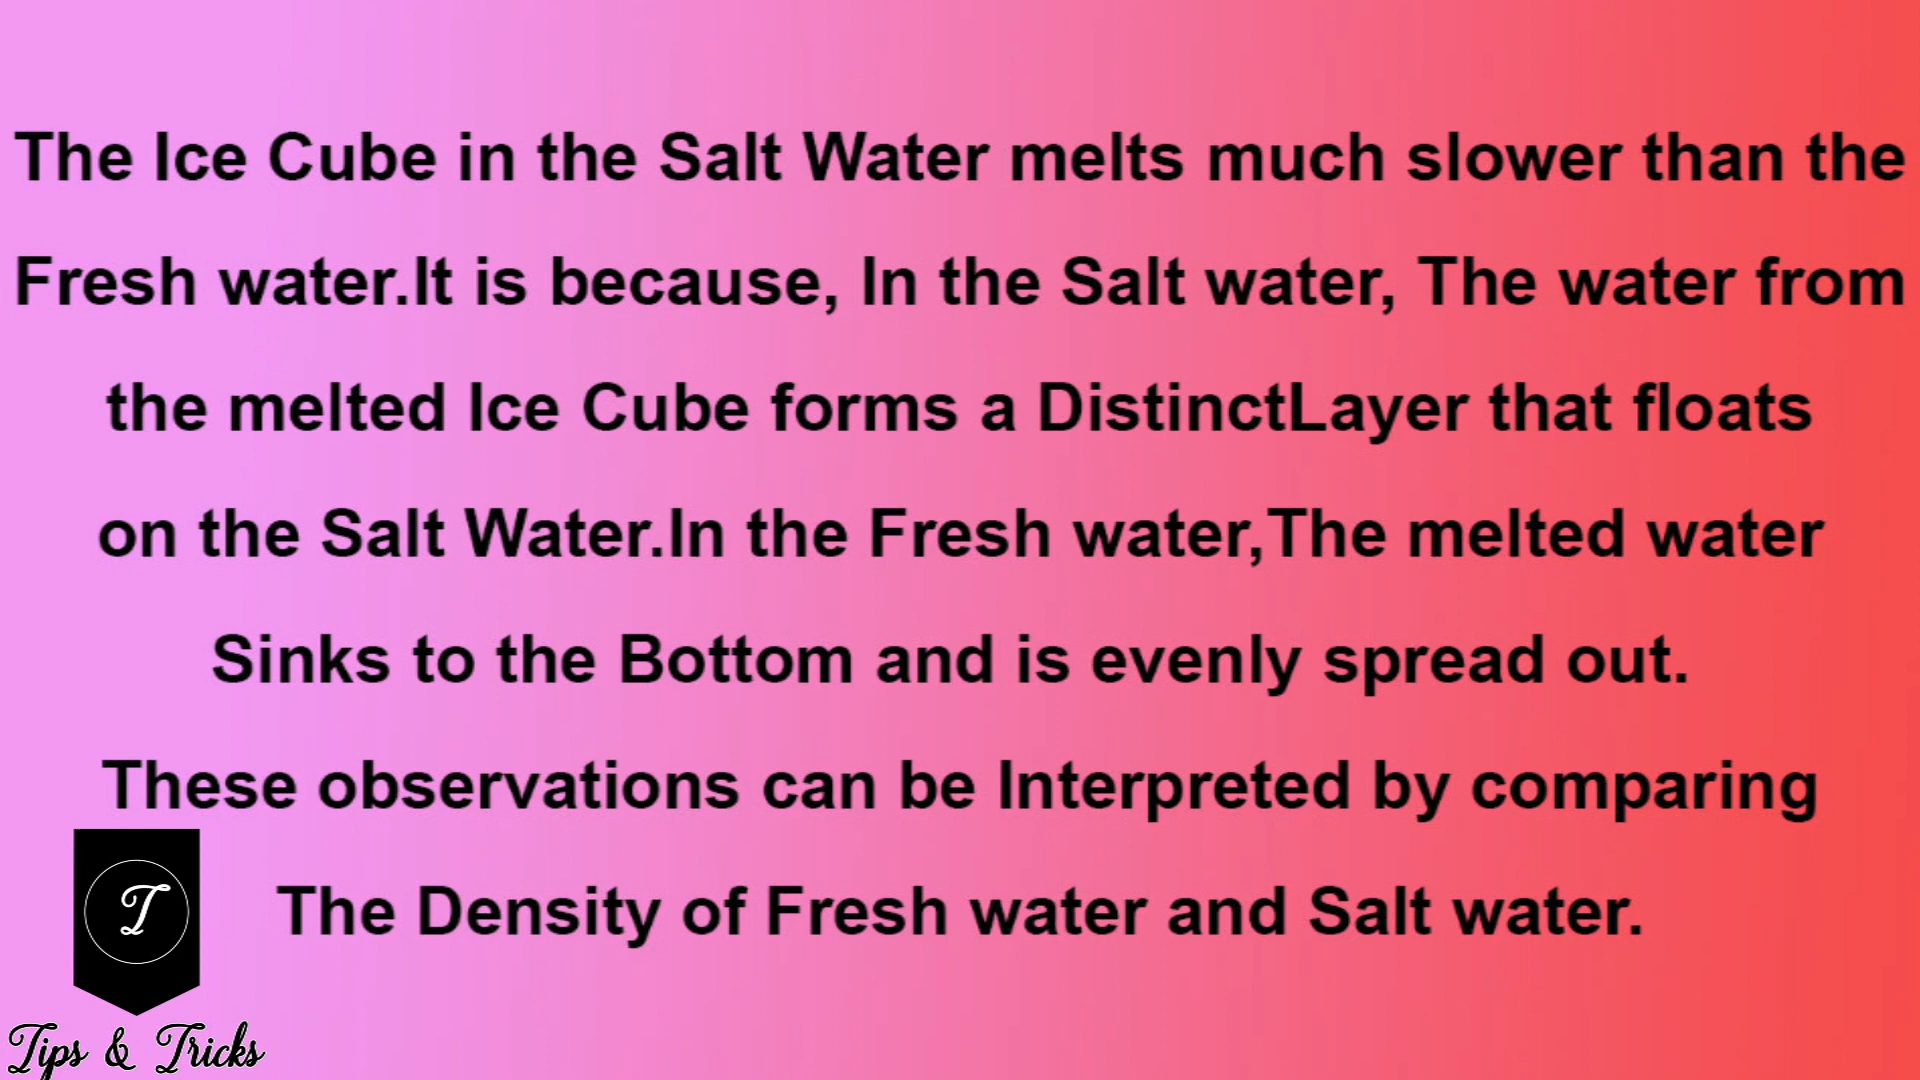 The Ice Cube in the Salt Water melts much slower than the
Fresh water.It is because, In the Salt water, The water from
the melted Ice Cube forms a DistinctLayer that floats
on the Salt Water.In the Fresh water,The melted water
Sinks to the Bottom and is evenly spread out.
These observations can be Interpreted by comparing
The Density of Fresh water and Salt water.
T
Tips & Tricks